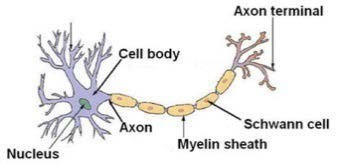 Axon terminal
Cell body
Axon
Schwann cell
Myelin sheath
Nucleus